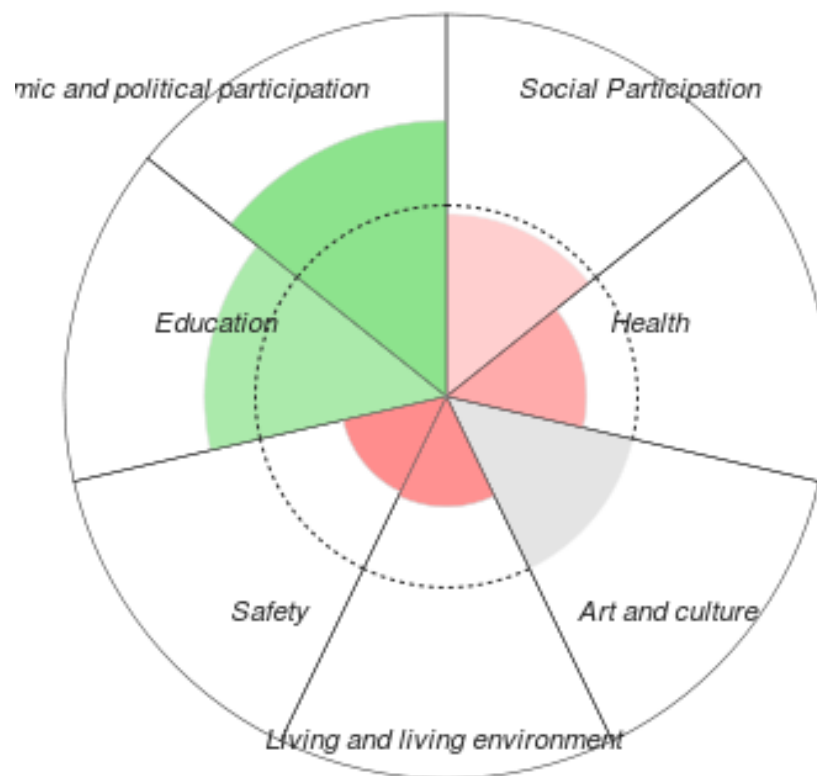 mic and political participation
Social Participation
Education
Health
Safety
Art and culture
Living and living environment